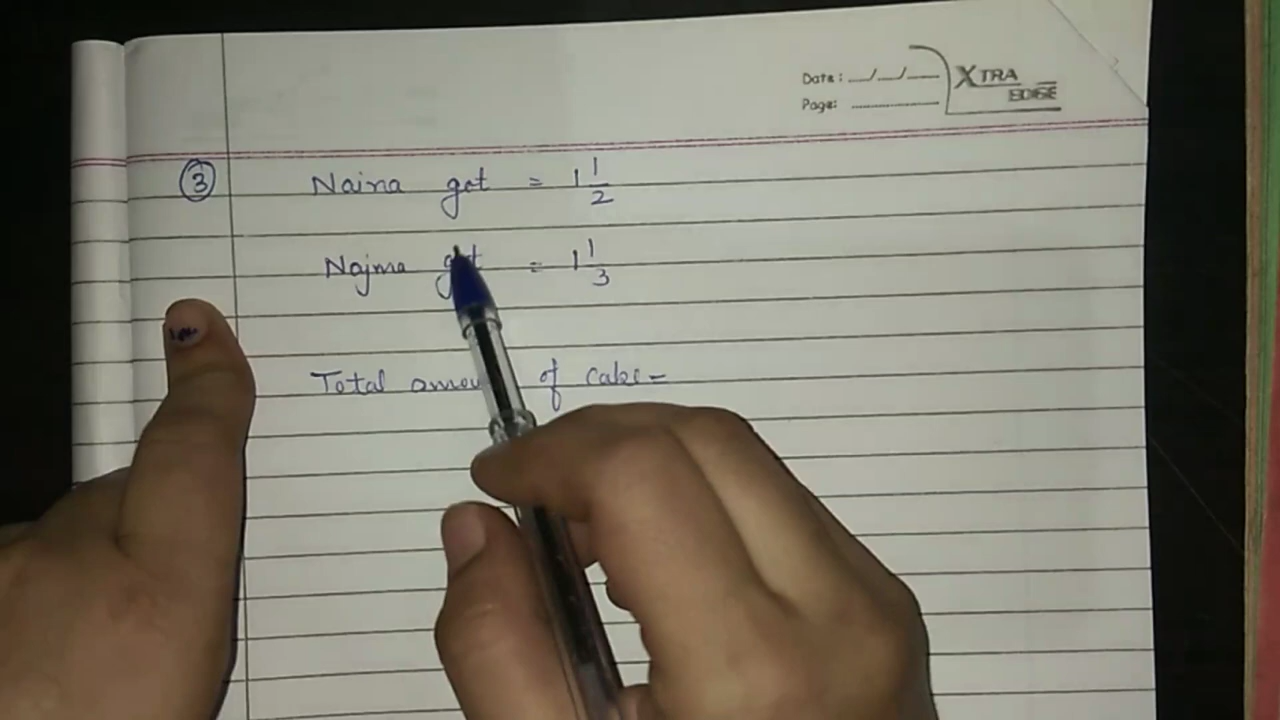 Date: __/__/__
Page: ..................
XTRA
EDGE
3 Naina got = 1 1/2
Najma got = 1 1/3
Total of cake =